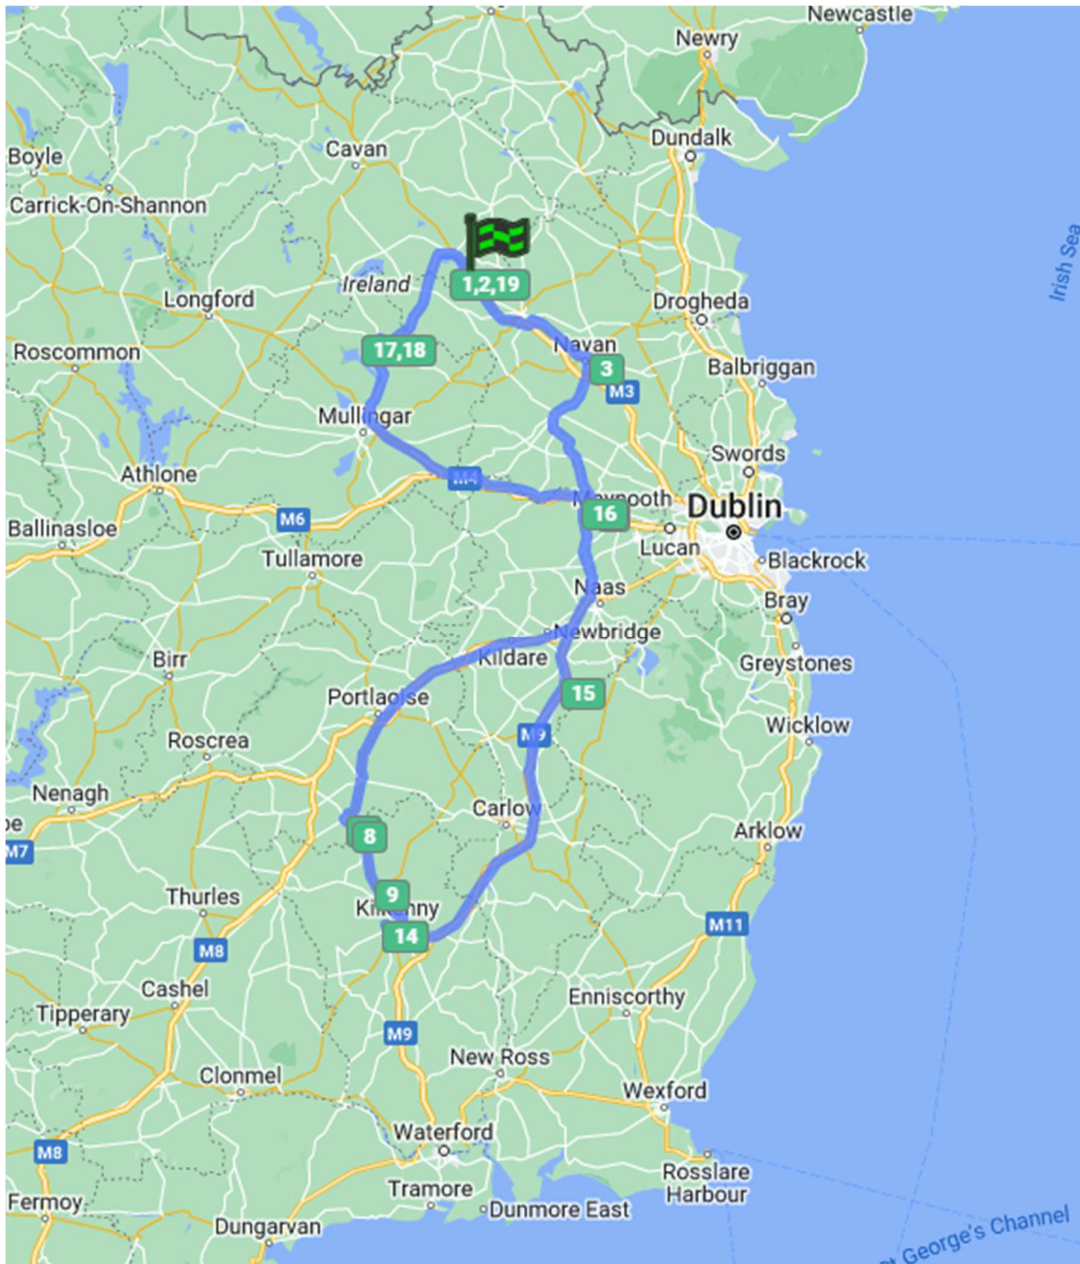 Newcastle
Newry
Dundalk
Boyle
Cavan
Carrick-On-Shannon
Irish Sea
1,2,19
Ireland
Longford
Drogheda
17,18
Navan
Roscommon
3
Balbriggan
M3
Mullingar
Swords
Athlone
M4
Maynooth
Dublin
M6
16
Ballinasloe
Lucan
Tullamore
Blackrock
Naas
Bray
Newbridge
Kildare
Birr
Greystones
Portlaoise
15
Wicklow
M9
Roscrea
Nenagh
Carlow
Arklow
8
M7
Thurles
9
Kilkenny
M11
14
M8
Cashel
Enniscorthy
Tipperary
M9
New Ross
Clonmel
Wexford
Waterford
M8
Rosslare
Harbour
Tramore
Fermoy
Dunmore East
Dungarvan
St George's Channel